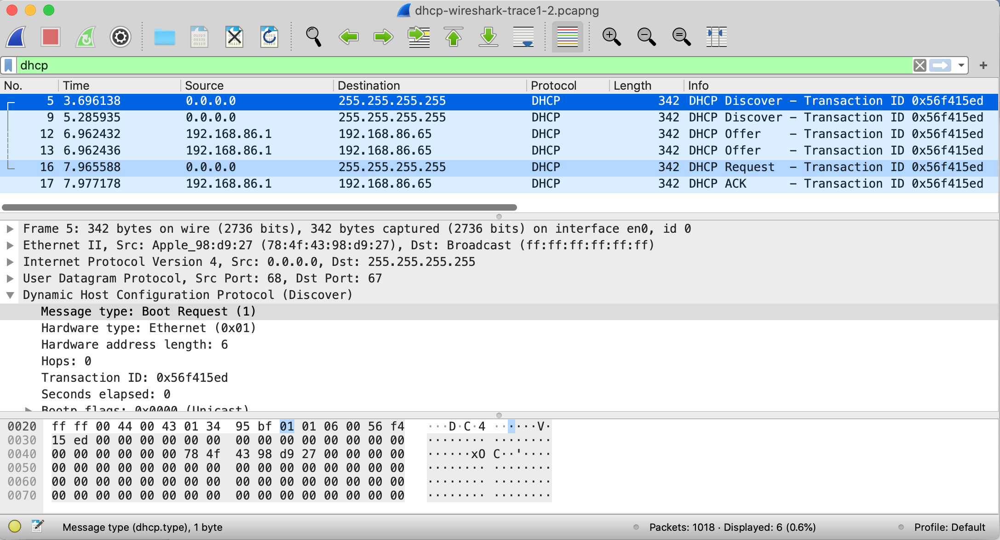 dhcp-wireshark-trace1-2.pcapng
dhcp
No. Time Source Destination Protocol Length Info
5 3.696138 0.0.0.0 255.255.255.255 DHCP 342 DHCP Discover – Transaction ID 0x56f415ed
9 5.285935 0.0.0.0 255.255.255.255 DHCP 342 DHCP Discover – Transaction ID 0x56f415ed
12 6.962432 192.168.86.1 192.168.86.65 DHCP 342 DHCP Offer – Transaction ID 0x56f415ed
13 6.962436 192.168.86.1 192.168.86.65 DHCP 342 DHCP Offer – Transaction ID 0x56f415ed
16 7.965588 0.0.0.0 255.255.255.255 DHCP 342 DHCP Request – Transaction ID 0x56f415ed
17 7.977178 192.168.86.1 192.168.86.65 DHCP 342 DHCP ACK – Transaction ID 0x56f415ed
Frame 5: 342 bytes on wire (2736 bits), 342 bytes captured (2736 bits) on interface en0, id 0
Ethernet II, Src: Apple_98:d9:27 (78:4f:43:98:d9:27), Dst: Broadcast (ff:ff:ff:ff:ff:ff)
Internet Protocol Version 4, Src: 0.0.0.0, Dst: 255.255.255.255
User Datagram Protocol, Src Port: 68, Dst Port: 67
Dynamic Host Configuration Protocol (Discover)
Message type: Boot Request (1)
Hardware type: Ethernet (0x01)
Hardware address length: 6
Hops: 0
Transaction ID: 0x56f415ed
Seconds elapsed: 0
Bootp flags: 0x0000 (Unicast)
0020 ff ff 00 44 00 43 01 34 95 bf 01 01 06 00 56 f4 ···D·C·4 ······V·
0030 15 ed 00 00 00 00 00 00 00 00 00 00 00 00 00 00 ········ ········
0040 00 00 00 00 00 00 78 4f 43 98 d9 27 00 00 00 00 ······xO C··'····
0050 00 00 00 00 00 00 00 00 00 00 00 00 00 00 00 00 ········ ········
0060 00 00 00 00 00 00 00 00 00 00 00 00 00 00 00 00 ········ ········
0070 00 00 00 00 00 00 00 00 00 00 00 00 00 00 00 00 ········ ········
Message type (dhcp.type), 1 byte Packets: 1018 · Displayed: 6 (0.6%) Profile: Default